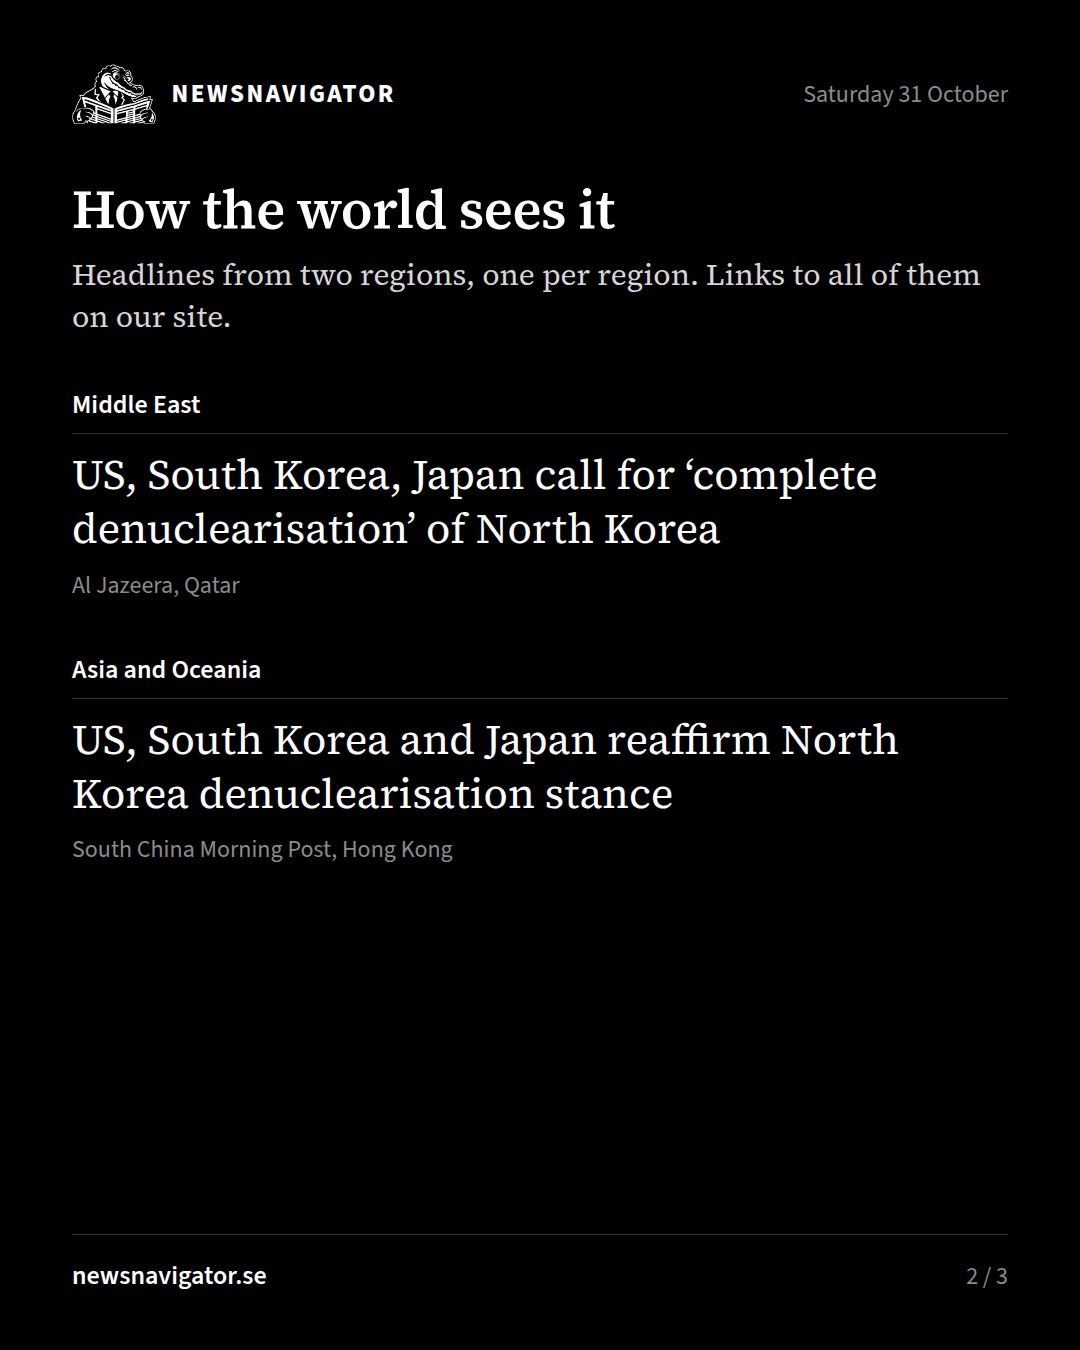 NEWSNAVIGATOR
Saturday 31 October
How the world sees it
Headlines from two regions, one per region. Links to all of them
on our site.
Middle East
US, South Korea, Japan call for ‘complete
denuclearisation’ of North Korea
Al Jazeera, Qatar
Asia and Oceania
US, South Korea and Japan reaffirm North
Korea denuclearisation stance
South China Morning Post, Hong Kong
newsnavigator.se
2 / 3